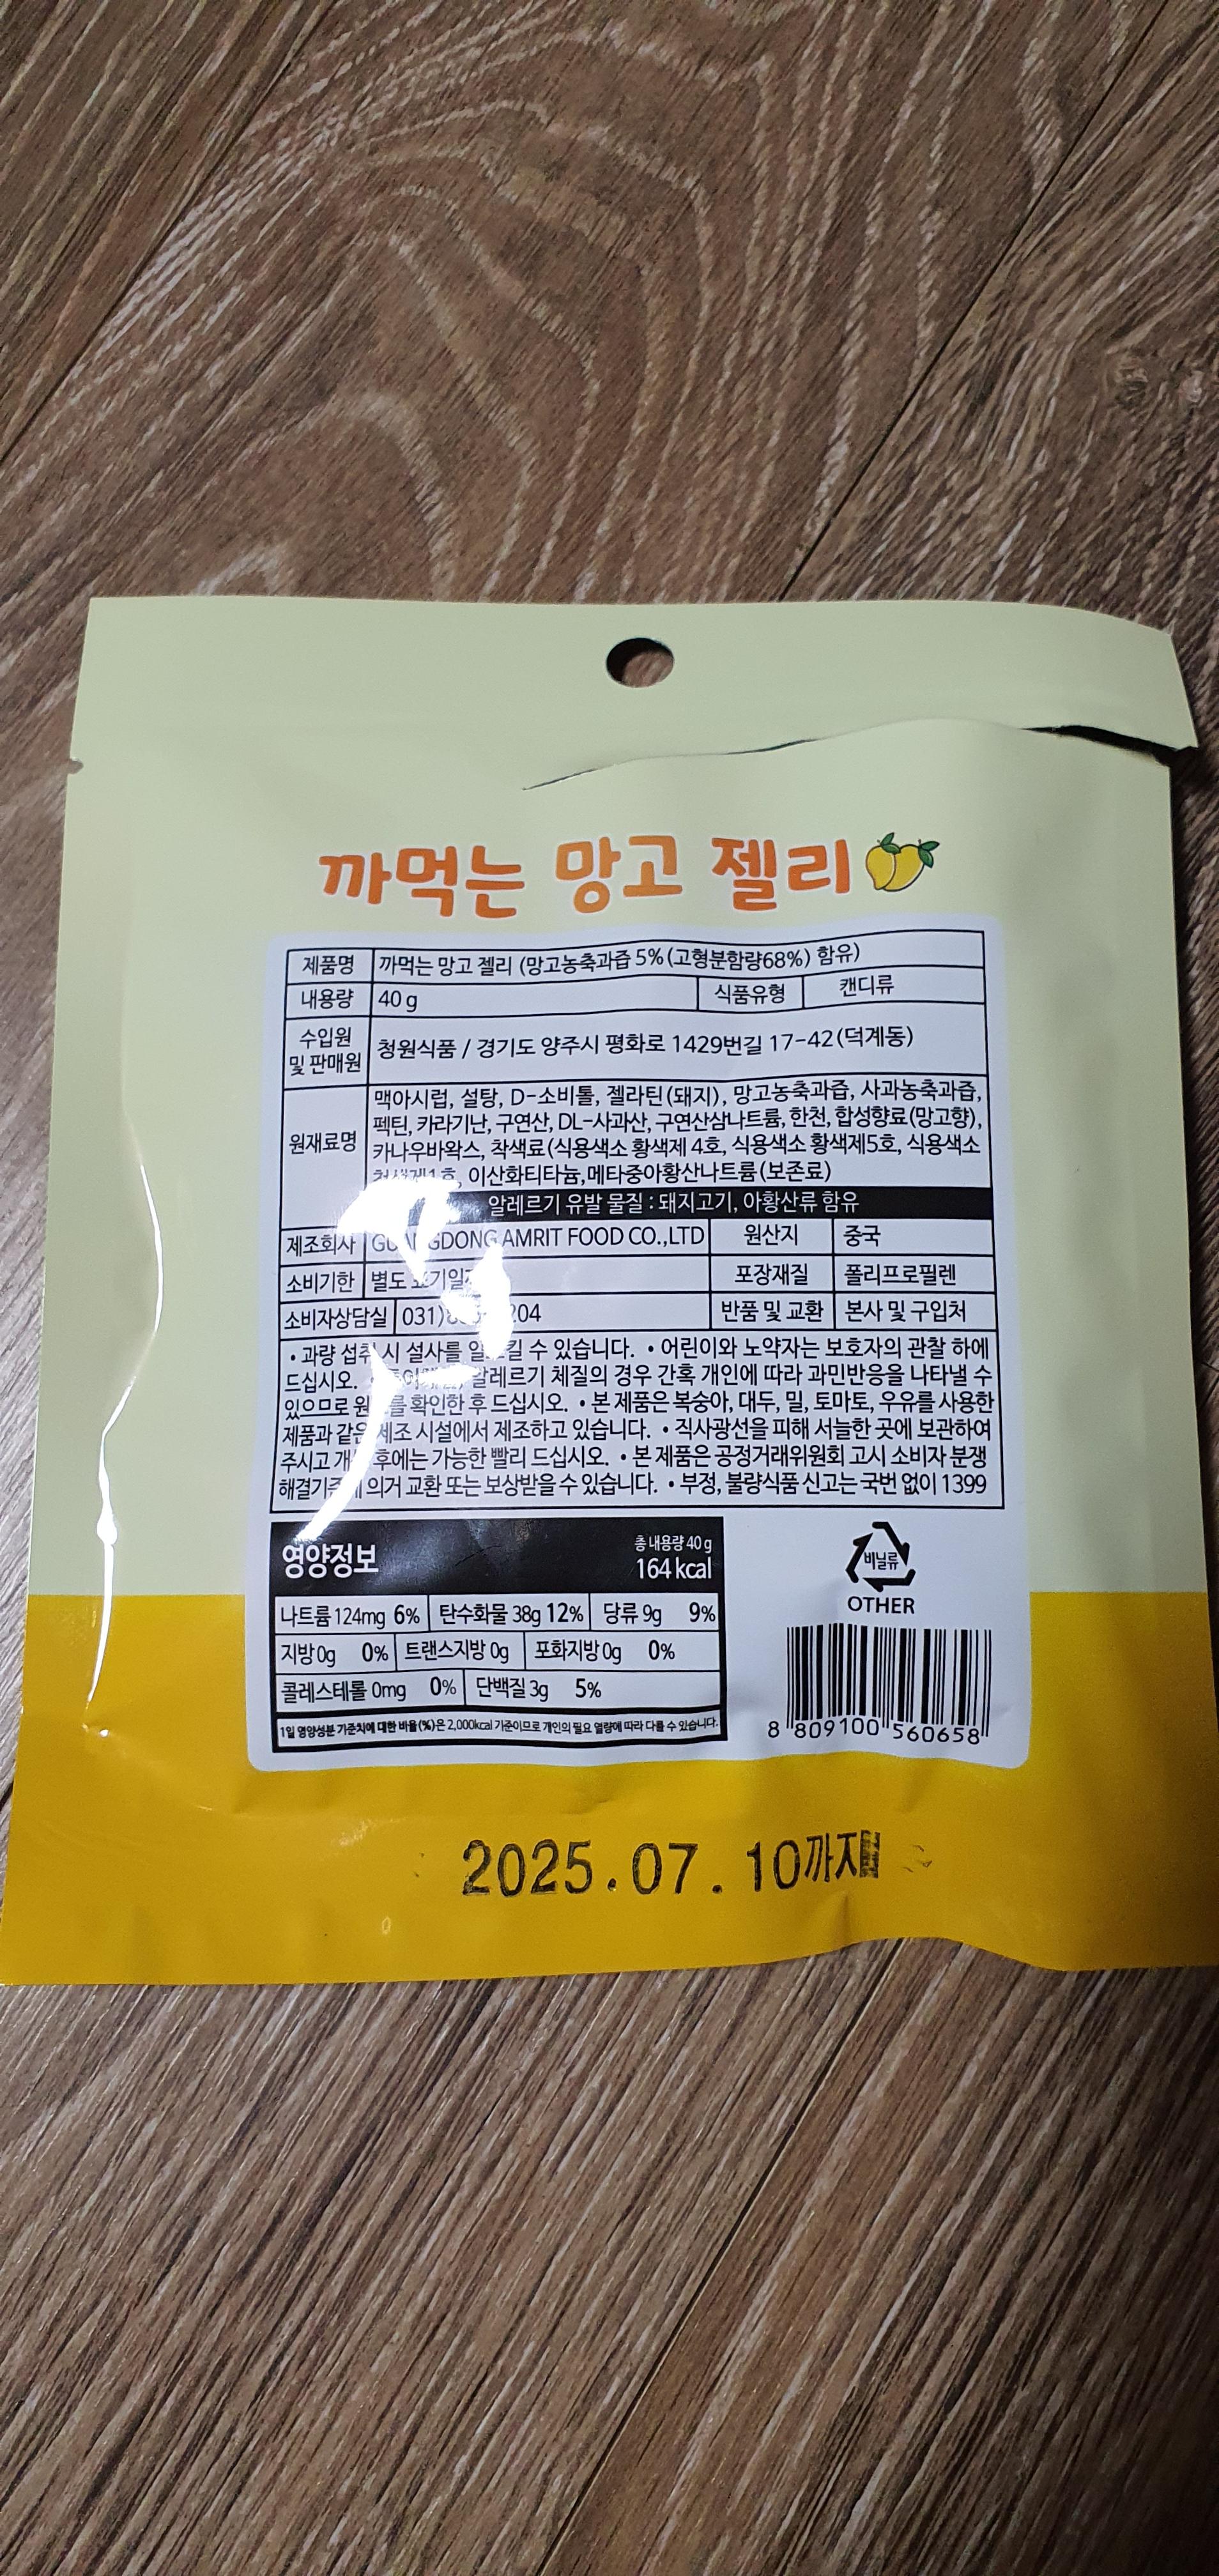 까먹는 망고 젤리
제품명 까먹는 망고 젤리 (망고농축과즙 5%(고형분함량68%) 함유)
내용량 40 g 식품유형 캔디류
수입원 및 판매원 청원식품 / 경기도 양주시 평화로 1429번길 17-42(덕계동)
원재료명 맥아시럽, 설탕, D-소비톨, 젤라틴(돼지), 망고농축과즙, 사과농축과즙,
펙틴, 카라기난, 구연산, DL-사과산, 구연산삼나트륨, 한천, 합성향료(망고향),
카나우바왁스, 착색료(식용색소 황색제 4호, 식용색소 황색제5호, 식용색소
이산화티타늄,메타중아황산나트륨(보존료)
알레르기 유발 물질 : 돼지고기, 아황산류 함유
제조회사 AMRIT FOOD CO.,LTD 원산지 중국
소비기한 별도 포장재질 폴리프로필렌
소비자상담실 반품 및 교환 본사 및 구입처
• 과량 섭취 시 설사를 수 있습니다. • 어린이와 노약자는 보호자의 관찰 하에
드십시오. 알레르기 체질의 경우 간혹 개인에 따라 과민반응을 나타낼 수
있으므로 확인한 후 드십시오. • 본 제품은 복숭아, 대두, 밀, 토마토, 우유를 사용한
제품과 같은 제조 시설에서 제조하고 있습니다. • 직사광선을 피해 서늘한 곳에 보관하여
주시고 후에는 가능한 빨리 드십시오. • 본 제품은 공정거래위원회 고시 소비자 분쟁
의거 교환 또는 보상받을 수 있습니다. • 부정, 불량식품 신고는 국번 없이 1399
영양정보 총 내용량 40 g
164 kcal
나트륨 124mg 6% 탄수화물 38g 12% 당류 9g 9%
지방 0g 0% 트랜스지방 0g 포화지방 0g 0%
콜레스테롤 0mg 0% 단백질 3g 5%
1일 영양성분 기준치에 대한 비율(%)은 2,000kcal 기준이므로 개인의 필요 열량에 따라 다를 수 있습니다.
비닐류
OTHER
8 809100 560658
2025.07.10까지